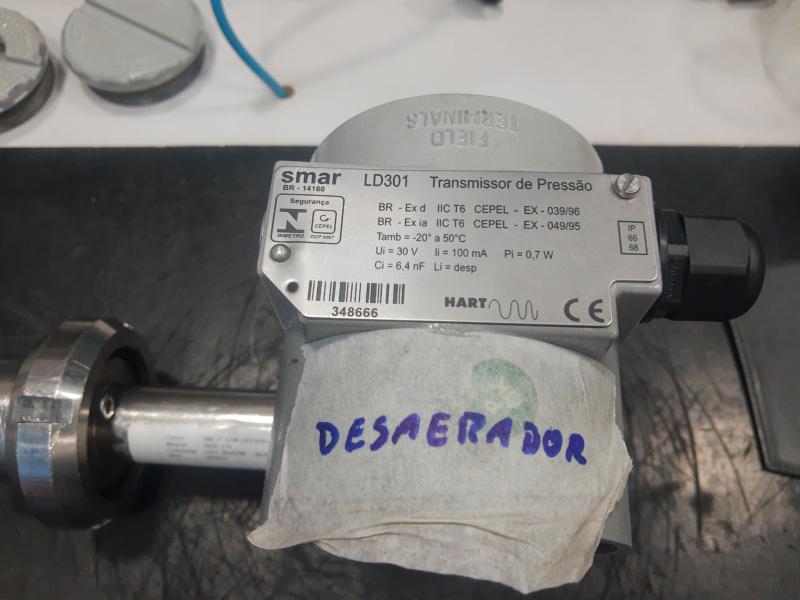 FIELD
TERMINALS
smar
BR - 14160
LD301 Transmissor de Pressão
Segurança
INMETRO
CEPEL
OCP 0007
BR - Ex d IIC T6 CEPEL - EX - 039/96
BR - Ex ia IIC T6 CEPEL - EX - 049/95
Tamb = -20° a 50°C
Ui = 30 V Ii = 100 mA Pi = 0,7 W
Ci = 6,4 nF Li = desp
IP
66
68
348666
HART
CE
DESAERADOR